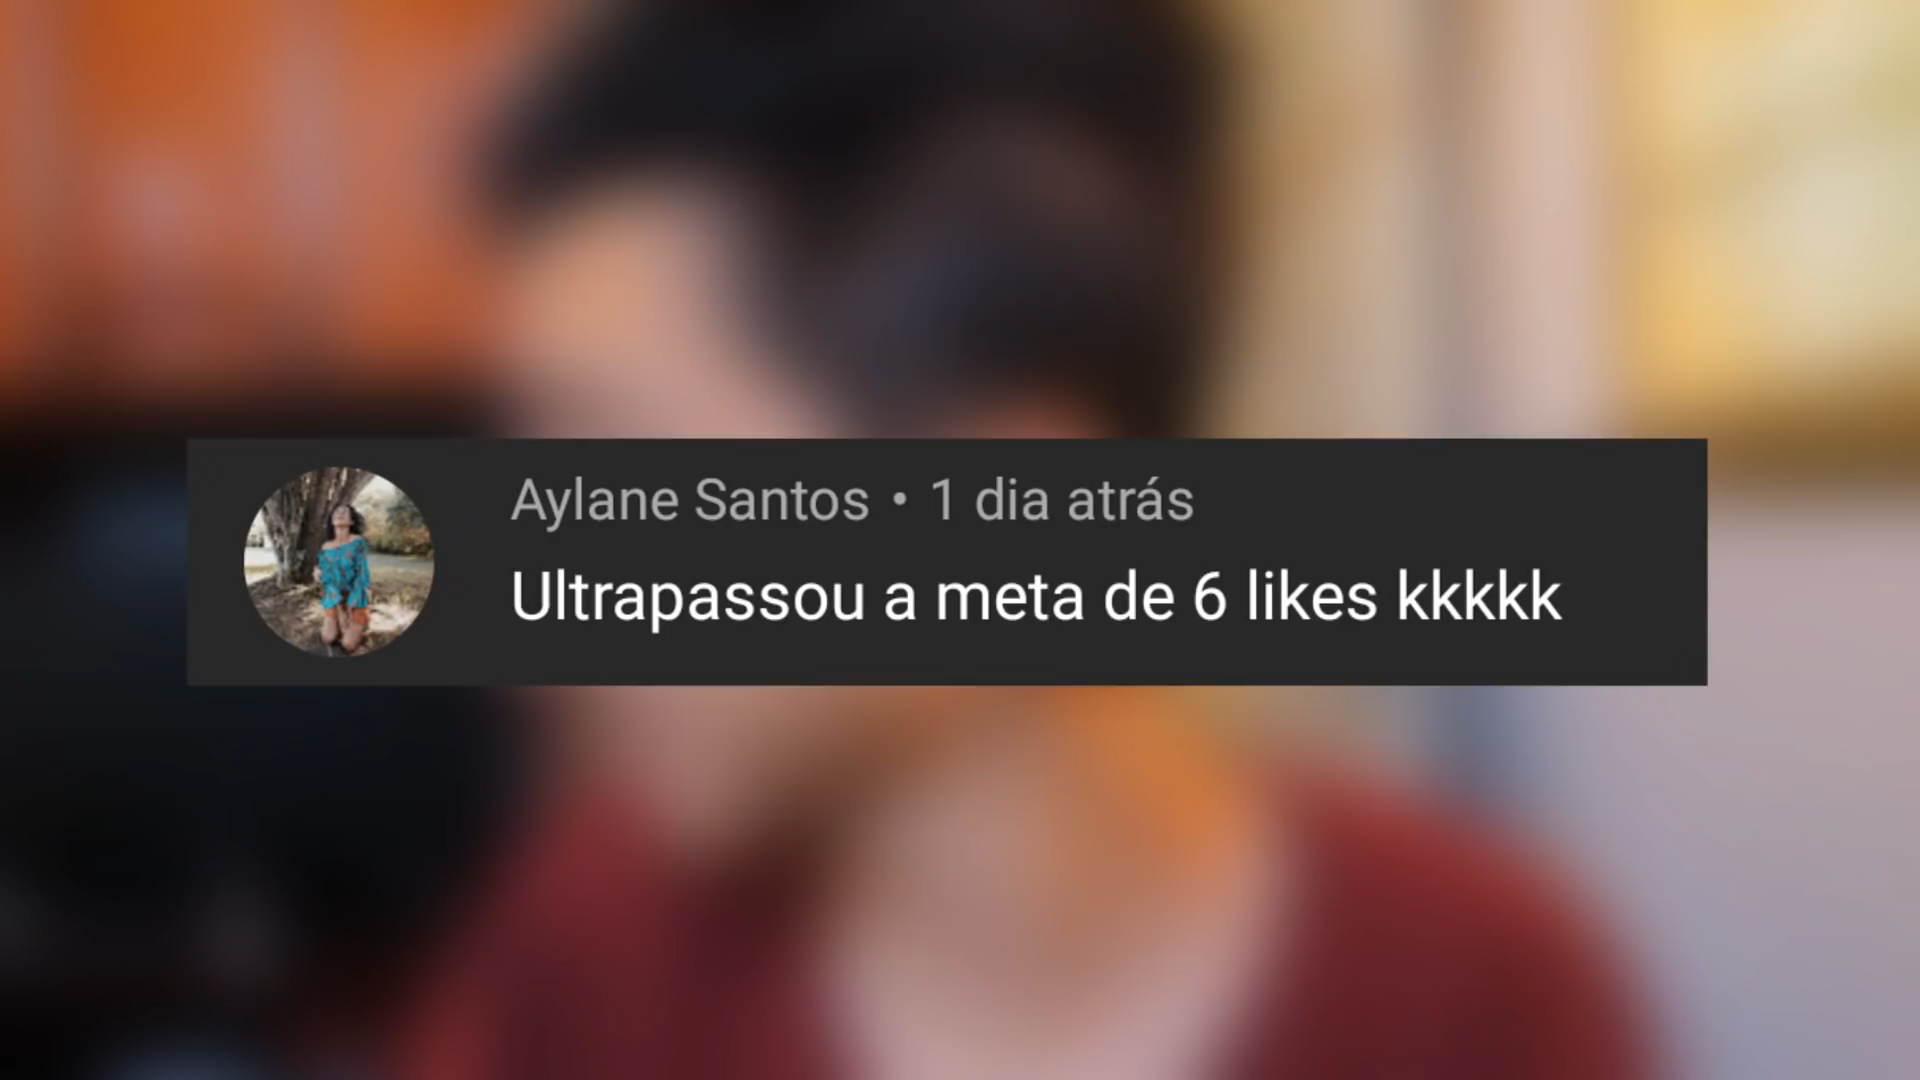 Aylane Santos • 1 dia atrás
Ultrapassou a meta de 6 likes kkkkk